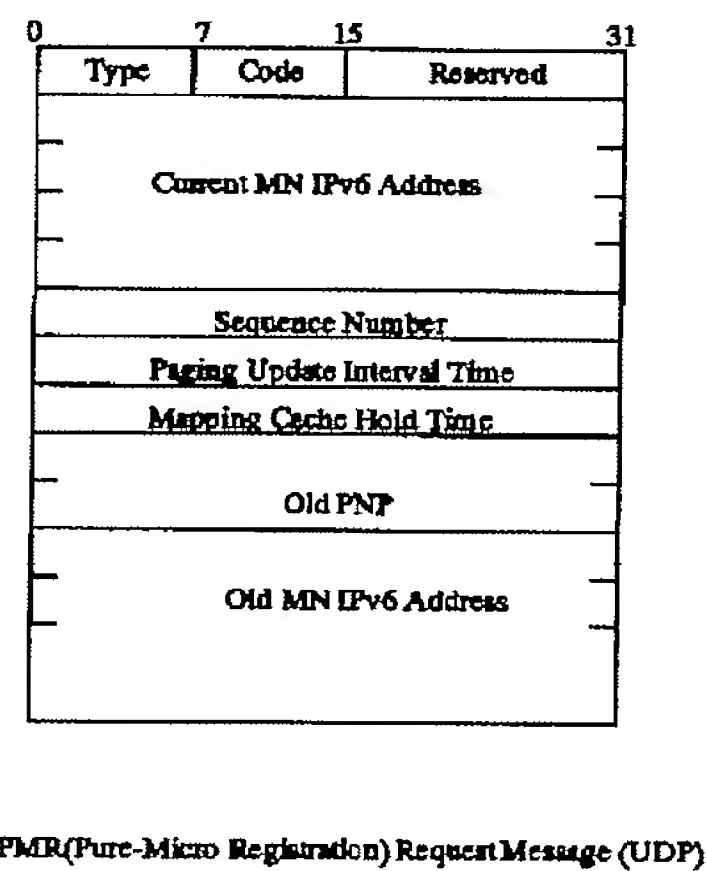 0 7 15 31
Type Code Reserved
Current MN IPv6 Address
Sequence Number
Paging Update Interval Time
Mapping Cache Hold Time
Old PNP
Old MN IPv6 Address
PMR(Pure-Micro Registration) Request Message (UDP)